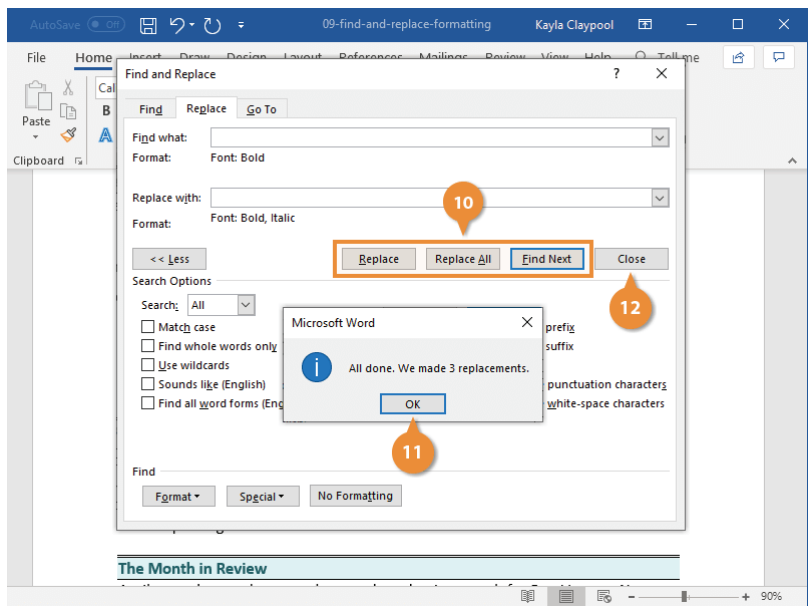 AutoSave Off 09-find-and-replace-formatting Kayla Claypool
File Home Insert Draw Design Layout References Mailings Review View Help Tell me
Find and Replace ?
Cal
B
Paste
A
Clipboard
Find Replace Go To
Find what:
Format: Font: Bold
Replace with:
Format: Font: Bold, Italic
10
<< Less Replace Replace All Find Next Close
Search Options
Search: All
12
Match case prefix
Find whole words only suffix
Use wildcards
Sounds like (English) punctuation characters
Find all word forms (Eng white-space characters
Microsoft Word
All done. We made 3 replacements.
OK
11
Find
Format Special No Formatting
The Month in Review
90%